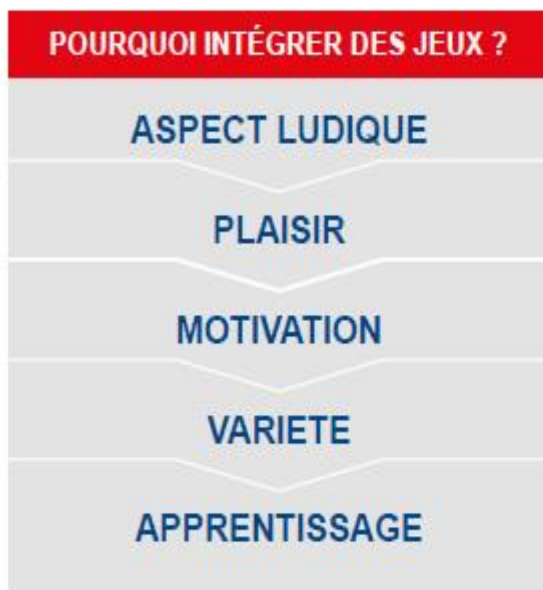 POURQUOI INTÉGRER DES JEUX ?
ASPECT LUDIQUE
PLAISIR
MOTIVATION
VARIETE
APPRENTISSAGE